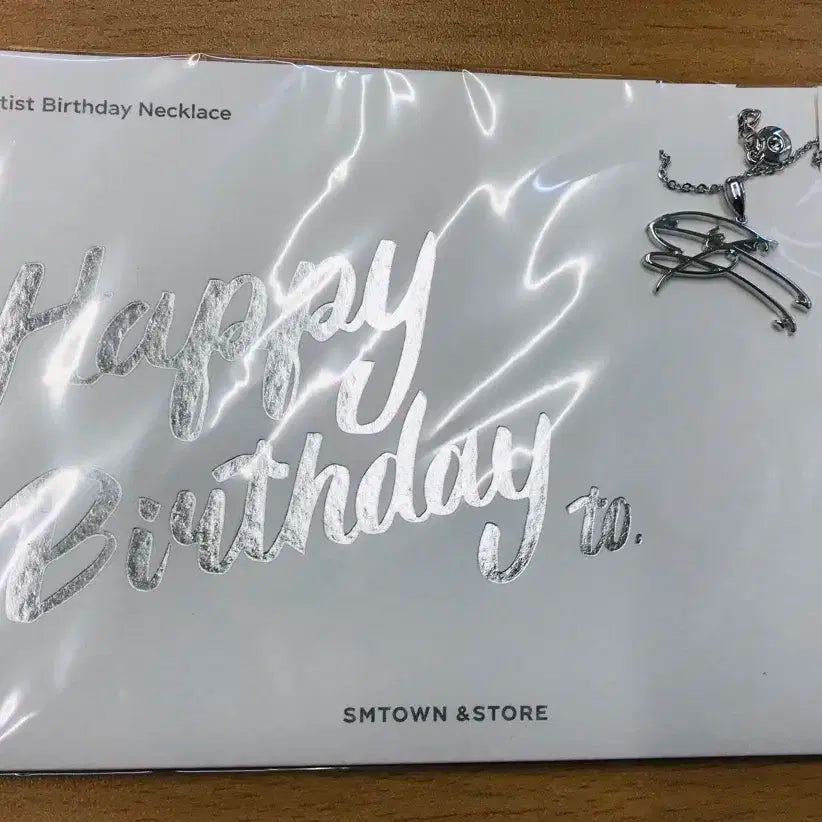 tist Birthday Necklace
Happy
Birthday to.
SMTOWN &STORE